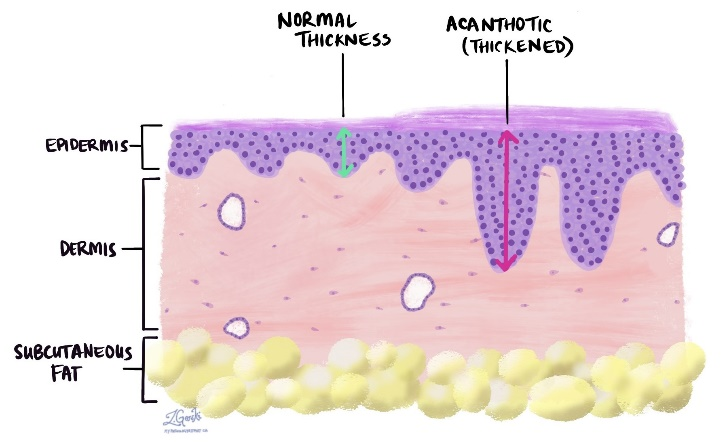 NORMAL
THICKNESS
ACANTHOTIC
(THICKENED)
EPIDERMIS
DERMIS
SUBCUTANEOUS
FAT